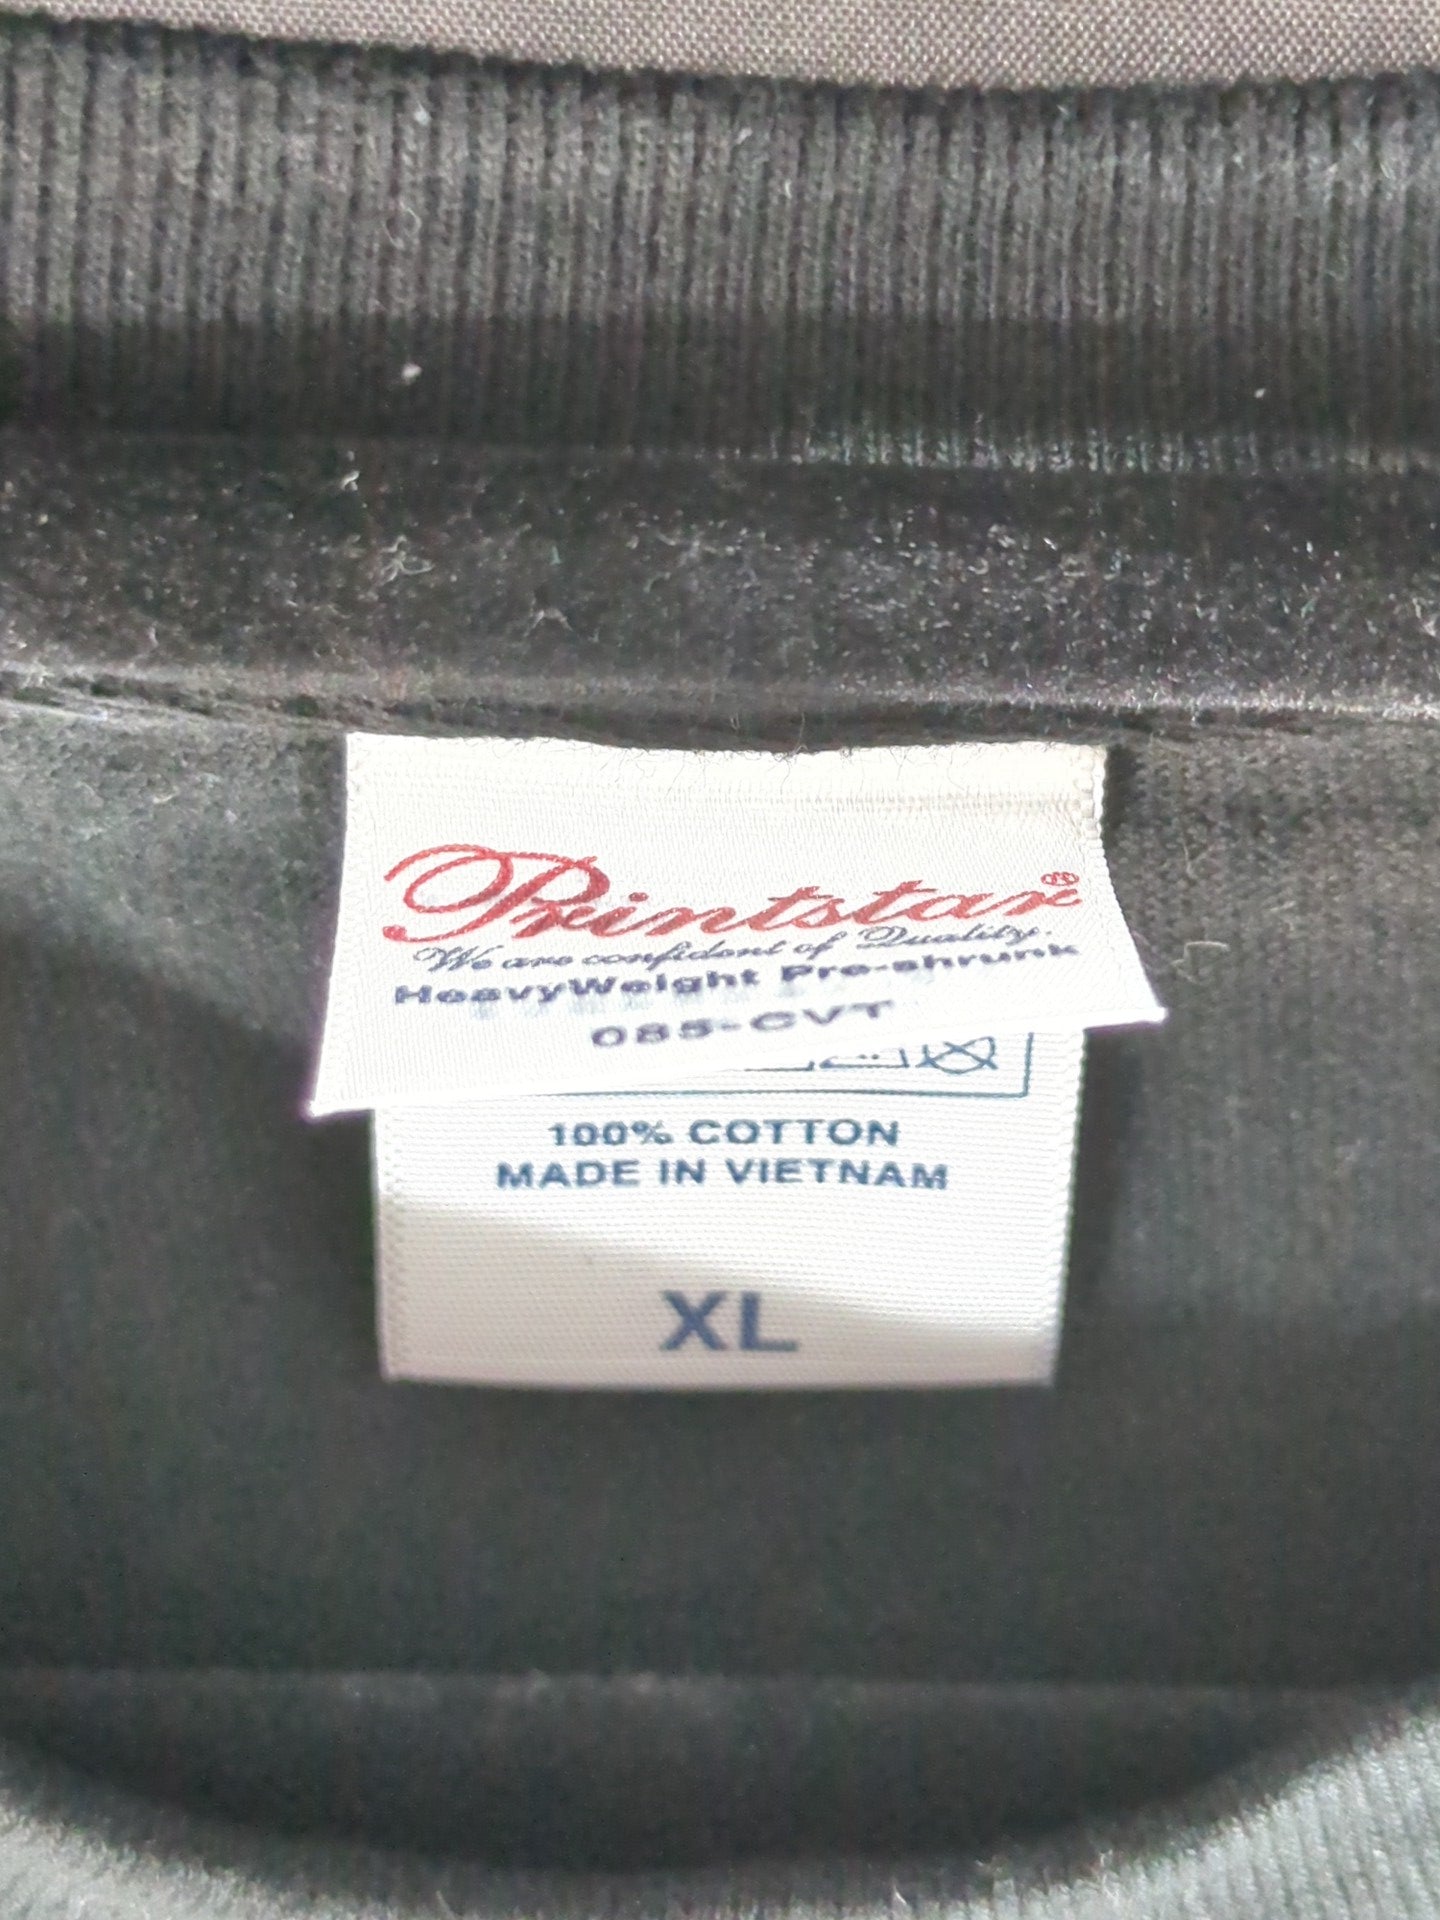 Printstar®
We are confident of Quality.
HeavyWeight Pre-shrunk
085-CVT
100% COTTON
MADE IN VIETNAM
XL